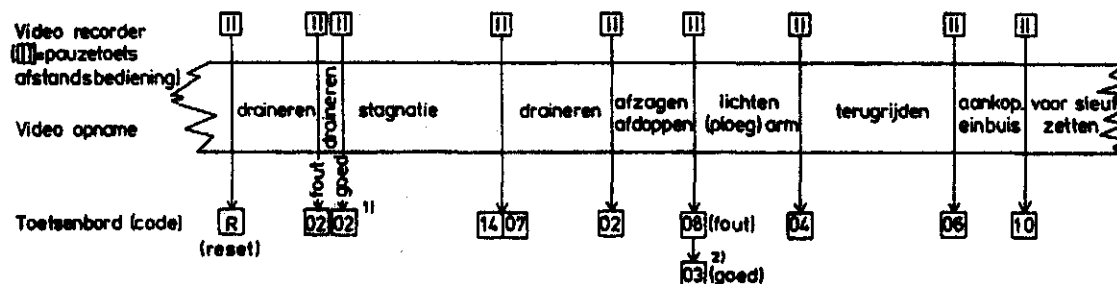 Video recorder
(II=pauzetoets
afstandsbediening)
II II II II II II II II
Video opname
draineren
draineren
stagnatie
draineren
afzagen
afdoppen
lichten
(ploeg) arm
terugrijden
aankop.
eindbuis
voor sleuf
zetten
fout
goed
Toetsenbord (code)
R
(reset)
02 02 1)
14 07
02
08 (fout)
04
06
10
03 2) (goed)